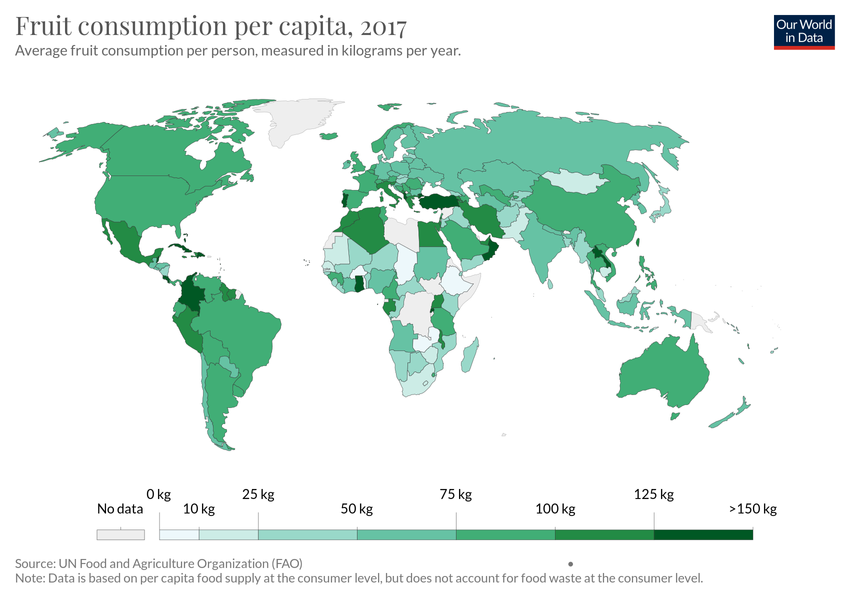 Fruit consumption per capita, 2017
Average fruit consumption per person, measured in kilograms per year.
Our World
in Data
No data
0 kg
10 kg
25 kg
50 kg
75 kg
100 kg
125 kg
>150 kg
Source: UN Food and Agriculture Organization (FAO)
Note: Data is based on per capita food supply at the consumer level, but does not account for food waste at the consumer level.